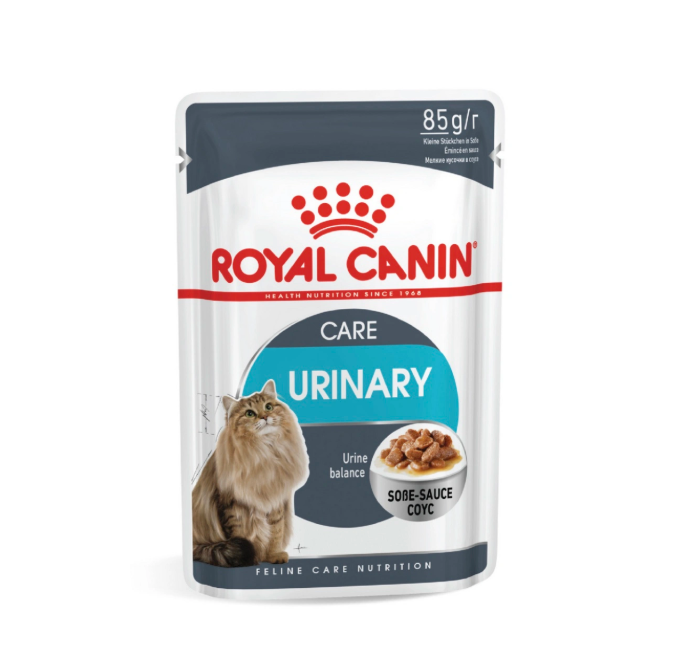 85g/г
Kleine Stückchen in Soße
Émincé en sauce
Мелкие кусочки в соусе
ROYAL CANIN®
HEALTH NUTRITION SINCE 1968
CARE
URINARY
Urine
balance
SOßE-SAUCE
СОУС
FELINE CARE NUTRITION